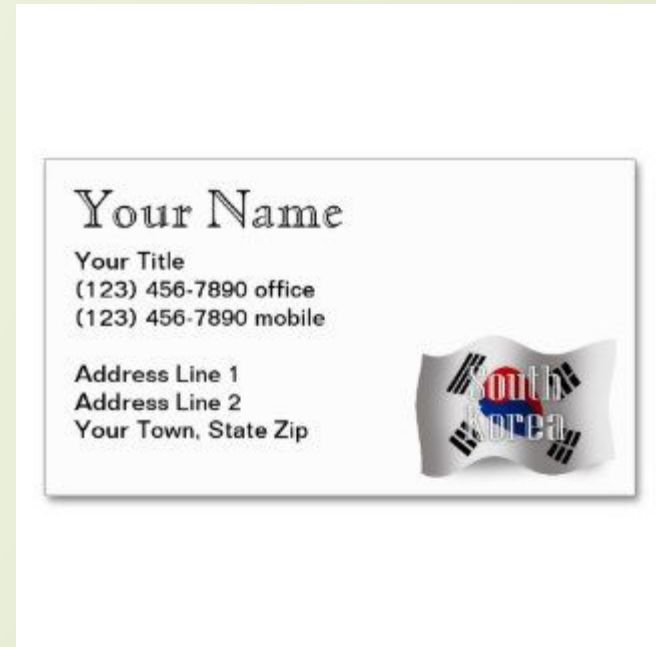 Your Name
Your Title
(123) 456-7890 office
(123) 456-7890 mobile
Address Line 1
Address Line 2
Your Town, State Zip
South
Korea